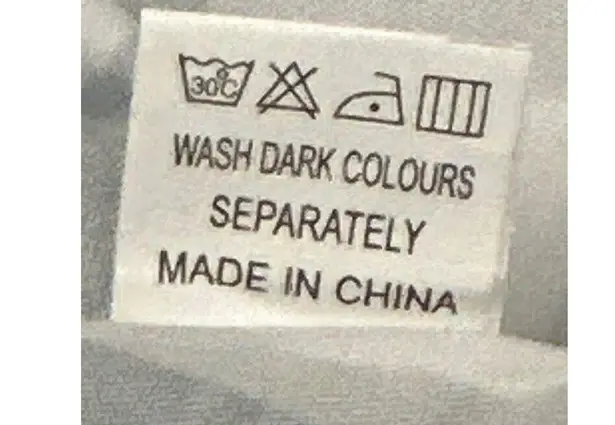 30°C
WASH DARK COLOURS
SEPARATELY
MADE IN CHINA